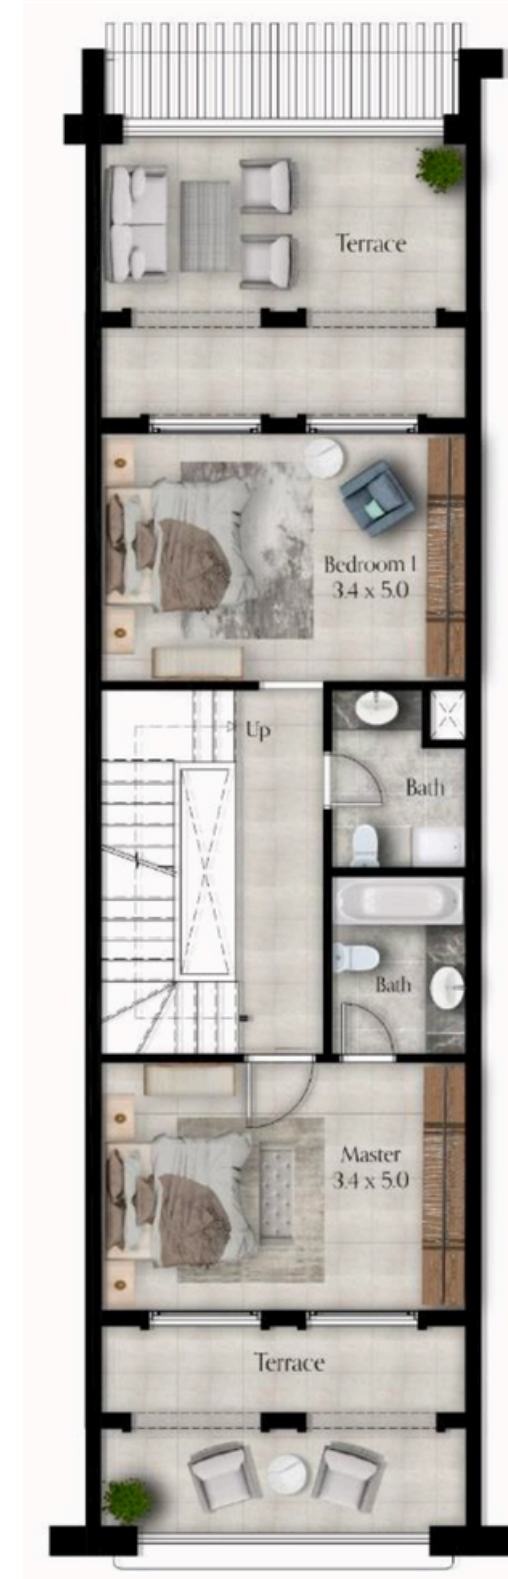 Terrace
Bedroom 1
3.4 x 5.0
Up
Bath
Bath
Master
3.4 x 5.0
Terrace